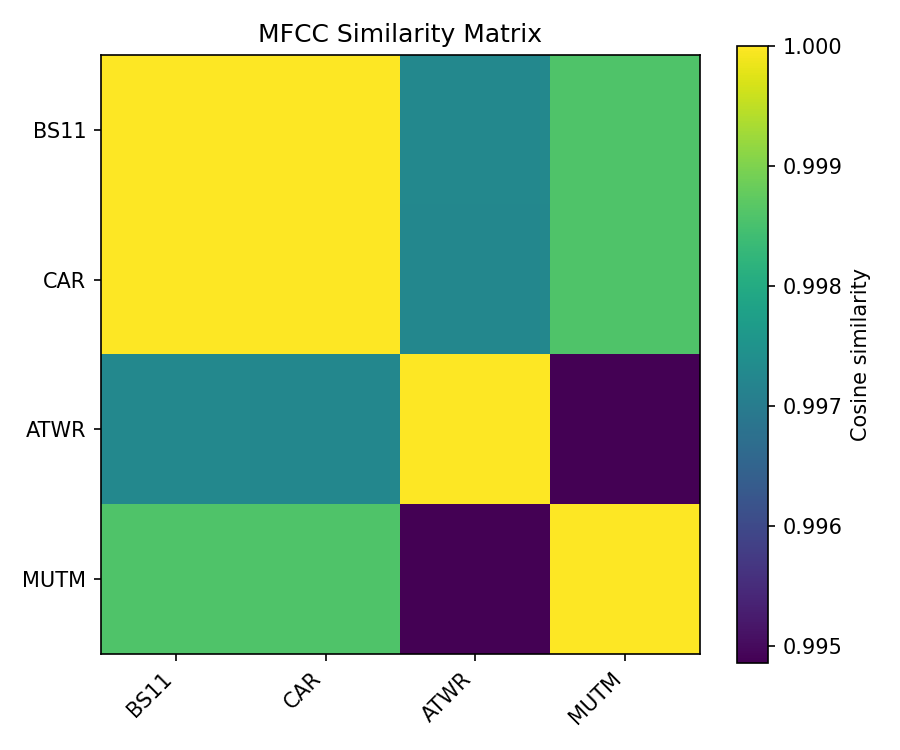 MFCC Similarity Matrix
BS11
CAR
ATWR
MUTM
BS11
CAR
ATWR
MUTM
1.000
0.999
0.998
0.997
0.996
0.995
Cosine similarity